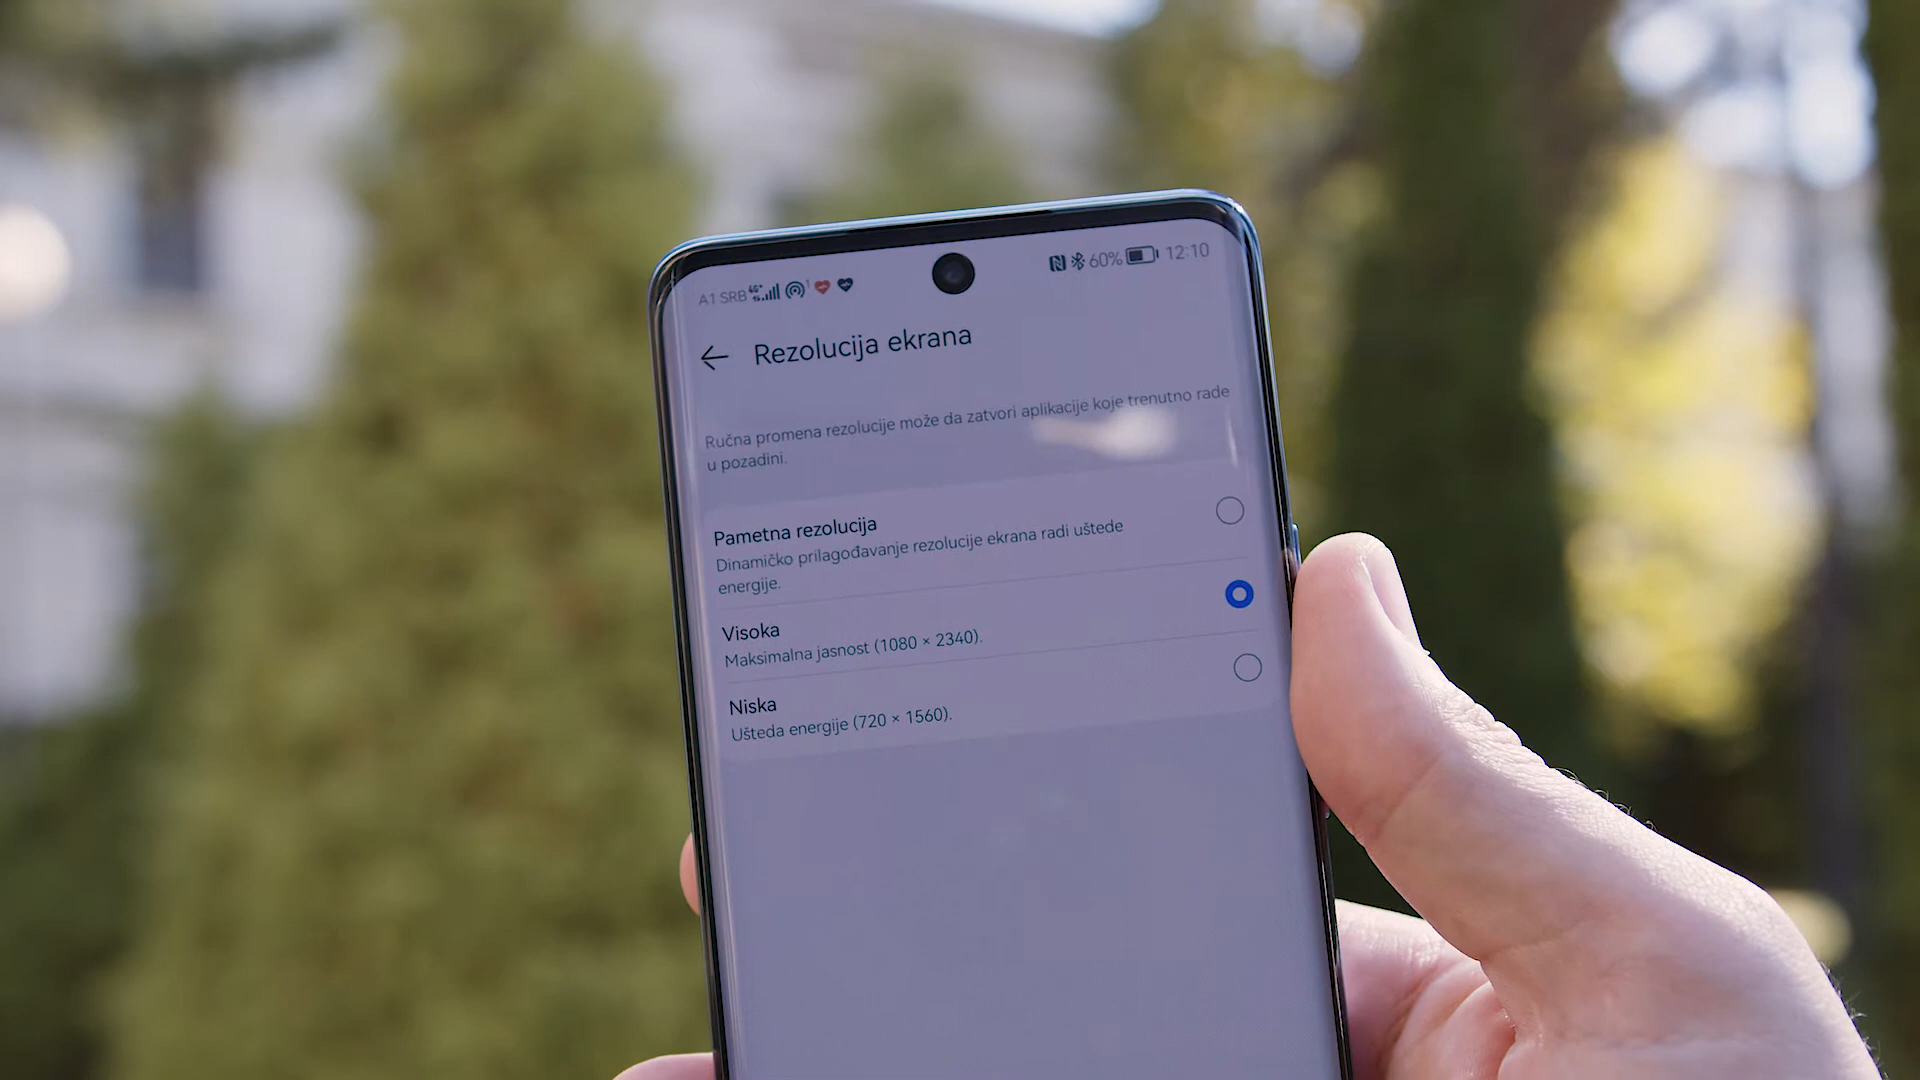 A1 SRB 4G+ 60% 12:10
Rezolucija ekrana
Ručna promena rezolucije može da zatvori aplikacije koje trenutno rade
u pozadini.
Pametna rezolucija
Dinamičko prilagođavanje rezolucije ekrana radi uštede
energije.
Visoka
Maksimalna jasnost (1080 × 2340).
Niska
Ušteda energije (720 × 1560).